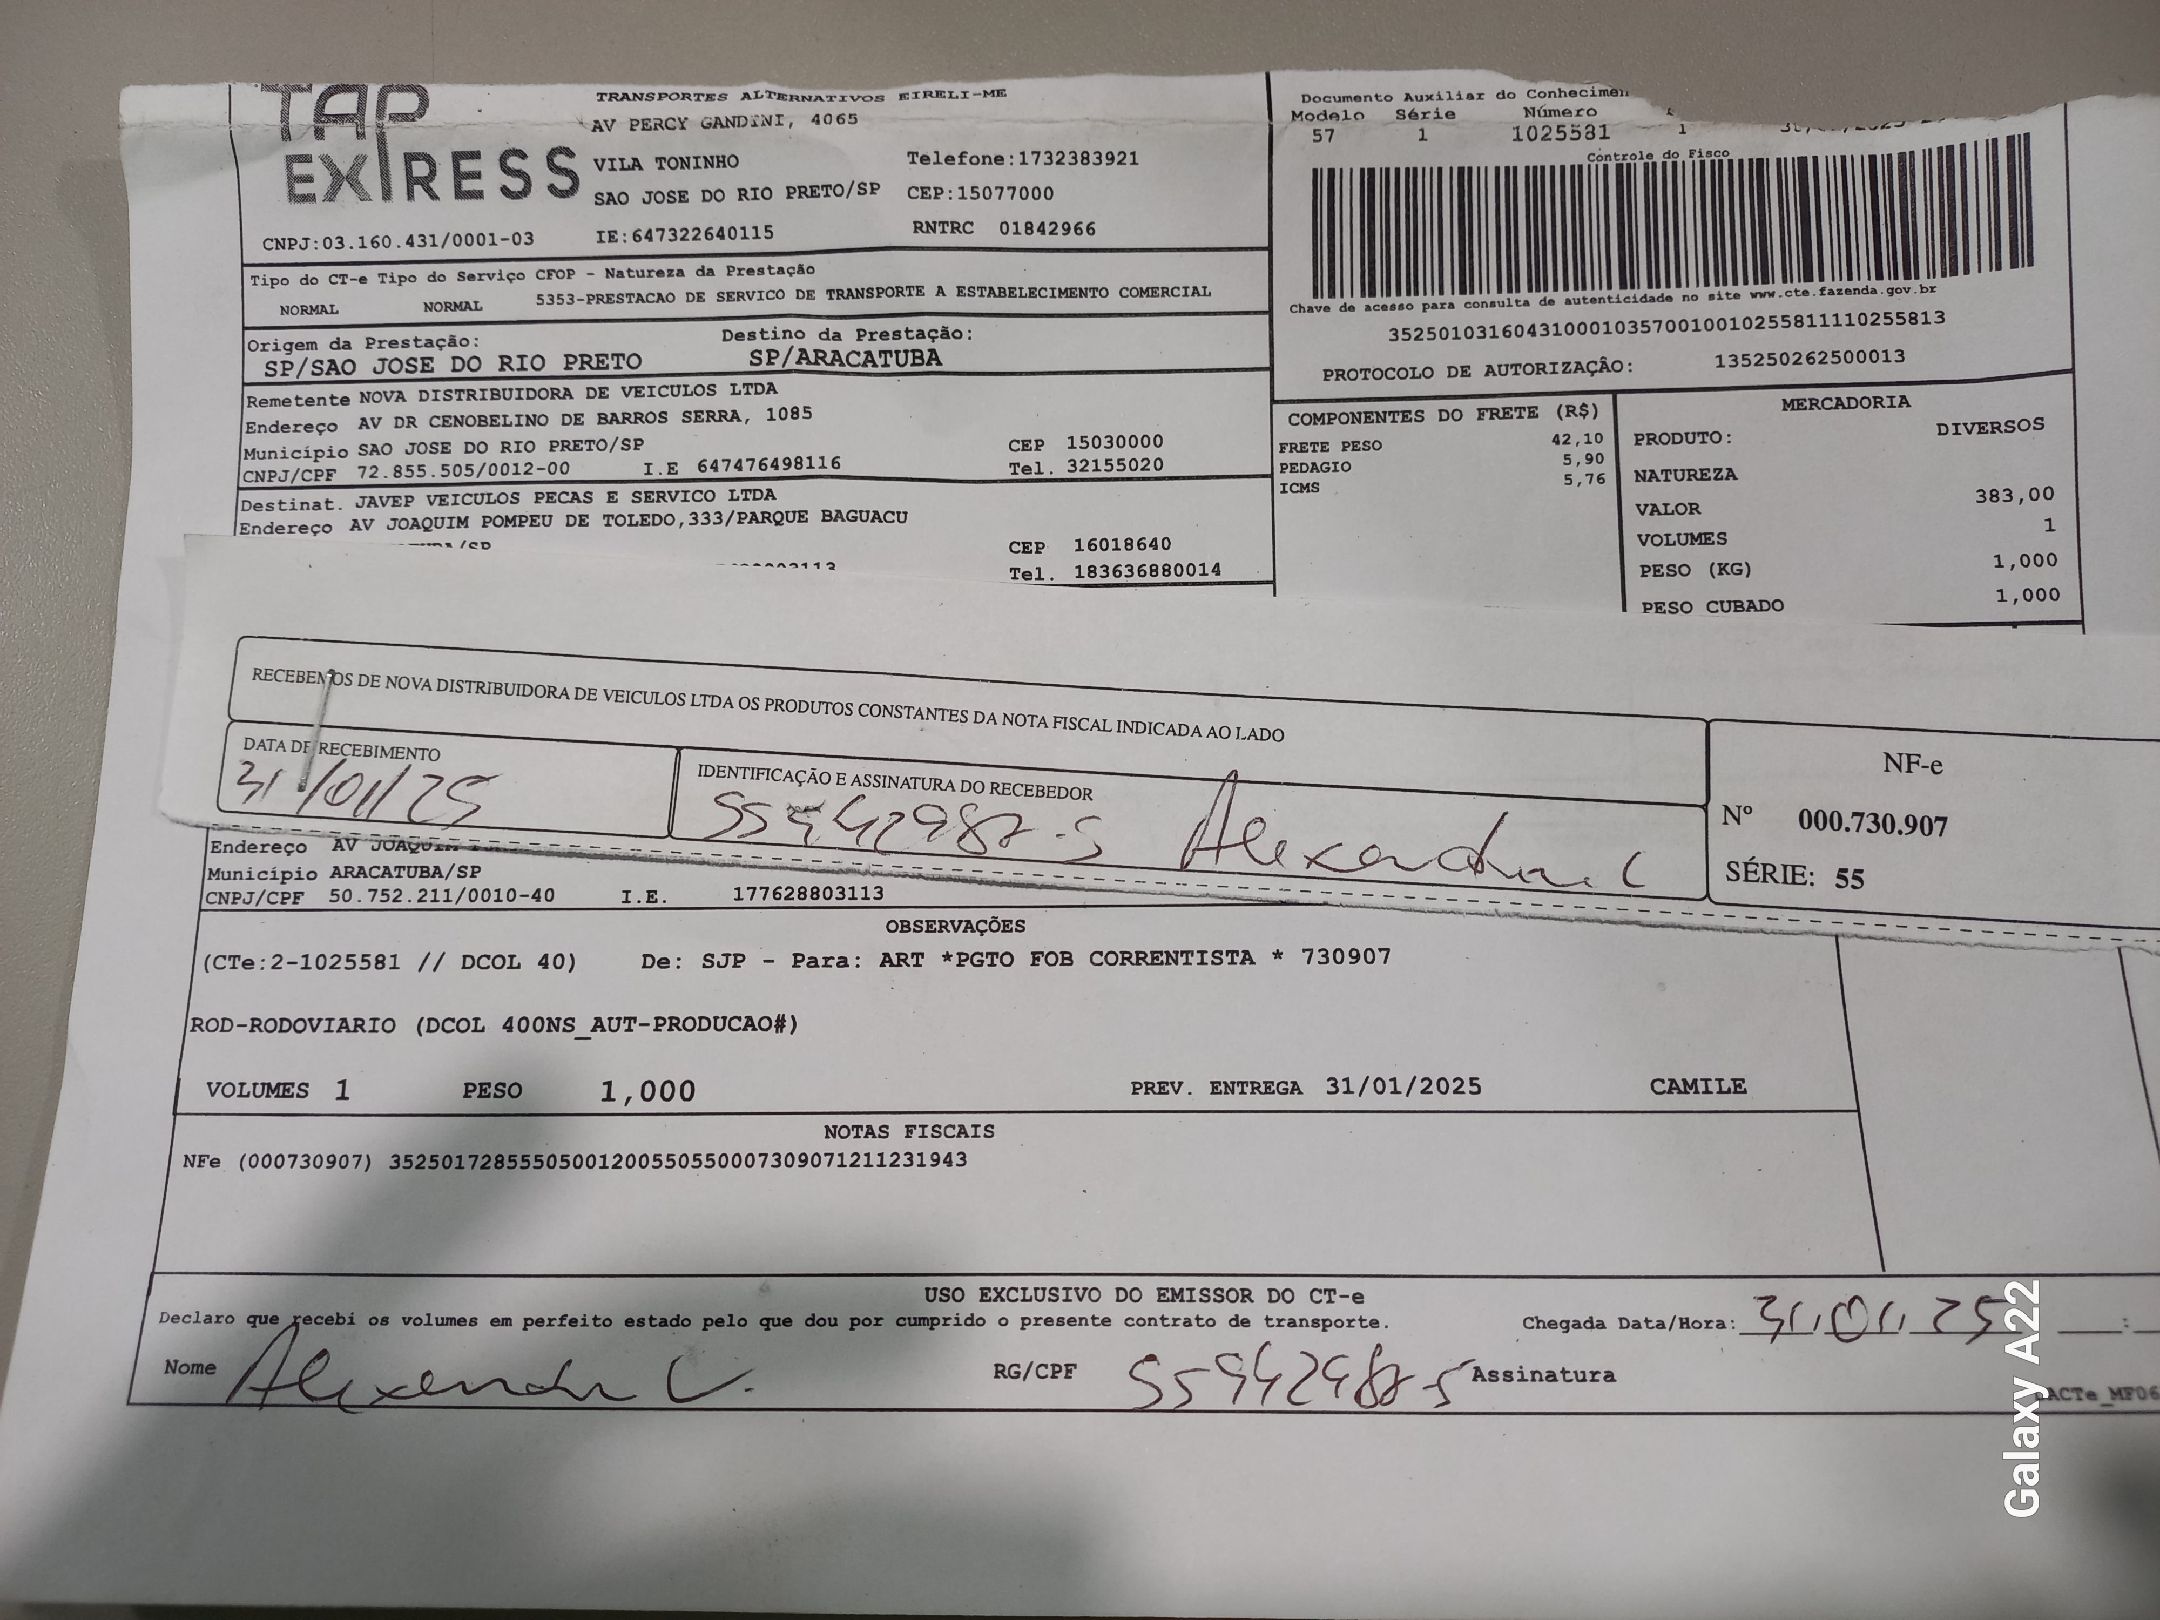 TAP EXPRESS
TRANSPORTES ALTERNATIVOS EIRELI-ME
AV PERCY GANDINI, 4065
VILA TONINHO Telefone:1732383921
SAO JOSE DO RIO PRETO/SP CEP:15077000
CNPJ:03.160.431/0001-03 IE:647322640115 RNTRC 01842966
Tipo do CT-e Tipo do Serviço CFOP - Natureza da Prestação
NORMAL NORMAL 5353-PRESTACAO DE SERVICO DE TRANSPORTE A ESTABELECIMENTO COMERCIAL
Origem da Prestação: Destino da Prestação:
SP/SAO JOSE DO RIO PRETO SP/ARACATUBA
Remetente NOVA DISTRIBUIDORA DE VEICULOS LTDA
Endereço AV DR CENOBELINO DE BARROS SERRA, 1085
Município SAO JOSE DO RIO PRETO/SP CEP 15030000
CNPJ/CPF 72.855.505/0012-00 I.E 647476498116 Tel. 32155020
Destinat. JAVEP VEICULOS PECAS E SERVICO LTDA
Endereço AV JOAQUIM POMPEU DE TOLEDO,333/PARQUE BAGUACU
CEP 16018640
Tel. 183636880014
Documento Auxiliar do Conhecimen
Modelo Série Número
57 1 1025581 1
Controle do Fisco
Chave de acesso para consulta de autenticidade no site www.cte.fazenda.gov.br
35250103160431000103570010010255811110255813
PROTOCOLO DE AUTORIZAÇÂO: 135250262500013
COMPONENTES DO FRETE (R$)
FRETE PESO 42,10
PEDAGIO 5,90
ICMS 5,76
MERCADORIA
PRODUTO: DIVERSOS
NATUREZA
VALOR 383,00
VOLUMES 1
PESO (KG) 1,000
PESO CUBADO 1,000
RECEBEMOS DE NOVA DISTRIBUIDORA DE VEICULOS LTDA OS PRODUTOS CONSTANTES DA NOTA FISCAL INDICADA AO LADO
DATA DE RECEBIMENTO
31/01/25
IDENTIFICAÇÃO E ASSINATURA DO RECEBEDOR
NF-e
Nº 000.730.907
SÉRIE: 55
Endereço AV JOAQUIM
Município ARACATUBA/SP
CNPJ/CPF 50.752.211/0010-40 I.E. 177628803113
OBSERVAÇÕES
(CTe:2-1025581 // DCOL 40) De: SJP - Para: ART *PGTO FOB CORRENTISTA * 730907
ROD-RODOVIARIO (DCOL 400NS_AUT-PRODUCAO#)
VOLUMES 1 PESO 1,000 PREV. ENTREGA 31/01/2025 CAMILE
NOTAS FISCAIS
NFe (000730907) 35250172855505001200550550007309071211231943
USO EXCLUSIVO DO EMISSOR DO CT-e
Declaro que recebi os volumes em perfeito estado pelo que dou por cumprido o presente contrato de transporte. Chegada Data/Hora: 31,01,25 :
Nome RG/CPF Assinatura
Galaxy A22